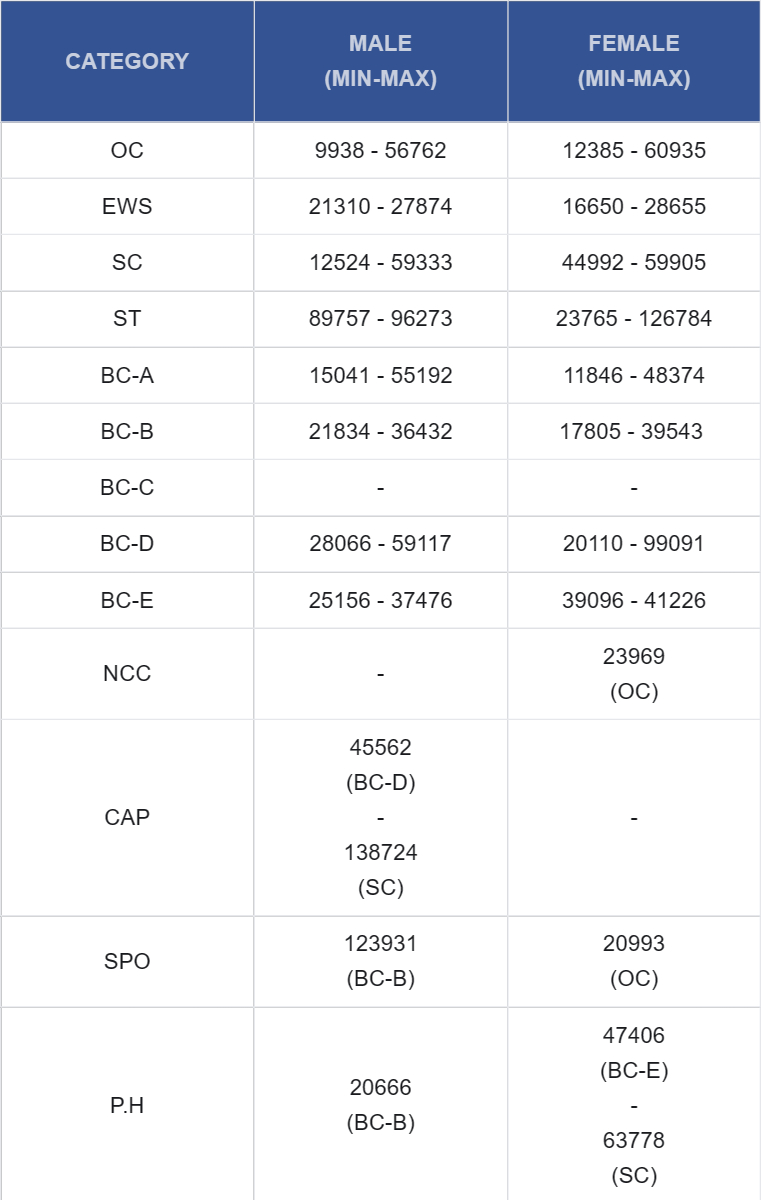 CATEGORY
MALE
(MIN-MAX)
FEMALE
(MIN-MAX)
OC
9938 - 56762
12385 - 60935
EWS
21310 - 27874
16650 - 28655
SC
12524 - 59333
44992 - 59905
ST
89757 - 96273
23765 - 126784
BC-A
15041 - 55192
11846 - 48374
BC-B
21834 - 36432
17805 - 39543
BC-C
-
-
BC-D
28066 - 59117
20110 - 99091
BC-E
25156 - 37476
39096 - 41226
NCC
-
23969
(OC)
CAP
45562
(BC-D)
-
138724
(SC)
-
SPO
123931
(BC-B)
20993
(OC)
P.H
20666
(BC-B)
47406
(BC-E)
-
63778
(SC)